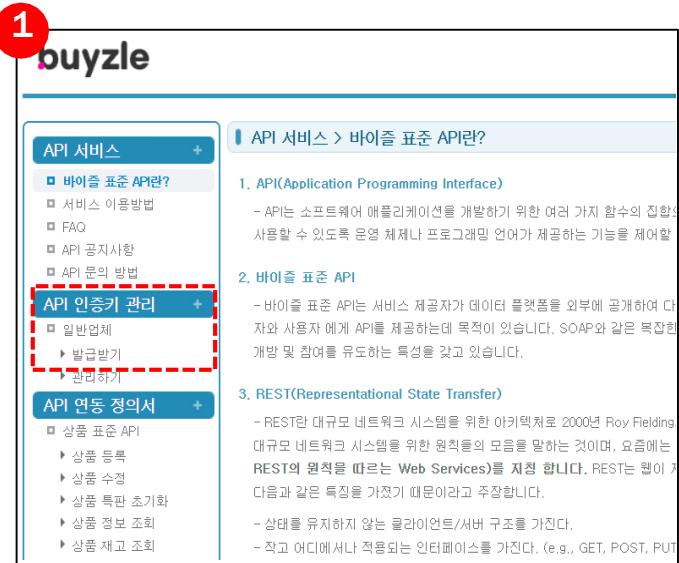 1
buyzle
API 서비스 +
바이즐 표준 API란?
서비스 이용방법
FAQ
API 공지사항
API 문의 방법
API 인증키 관리 +
일반업체
발급받기
관리하기
API 연동 정의서 +
상품 표준 API
상품 등록
상품 수정
상품 특판 초기화
상품 정보 조회
상품 재고 조회
API 서비스 > 바이즐 표준 API란?
1. API(Application Programming Interface)
- API는 소프트웨어 애플리케이션을 개발하기 위한 여러 가지 함수의 집합
사용할 수 있도록 운영 체제나 프로그래밍 언어가 제공하는 기능을 제어할
2. 바이즐 표준 API
- 바이즐 표준 API는 서비스 제공자가 데이터 플랫폼을 외부에 공개하여 다
자와 사용자 에게 API를 제공하는데 목적이 있습니다. SOAP와 같은 복잡한
개방 및 참여를 유도하는 특성을 갖고 있습니다.
3. REST(Representational State Transfer)
- REST란 대규모 네트워크 시스템을 위한 아키텍처로 2000년 Roy Fielding
대규모 네트워크 시스템을 위한 원칙들의 모음을 말하는 것이며, 요즘에는
REST의 원칙을 따르는 Web Services)를 지칭 합니다. REST는 웹이
다음과 같은 특징을 가졌기 때문이라고 주장합니다.
- 상태를 유지하지 않는 클라이언트/서버 구조를 가진다.
- 작고 어디에서나 적용되는 인터페이스를 가진다. (e.g., GET, POST, PUT